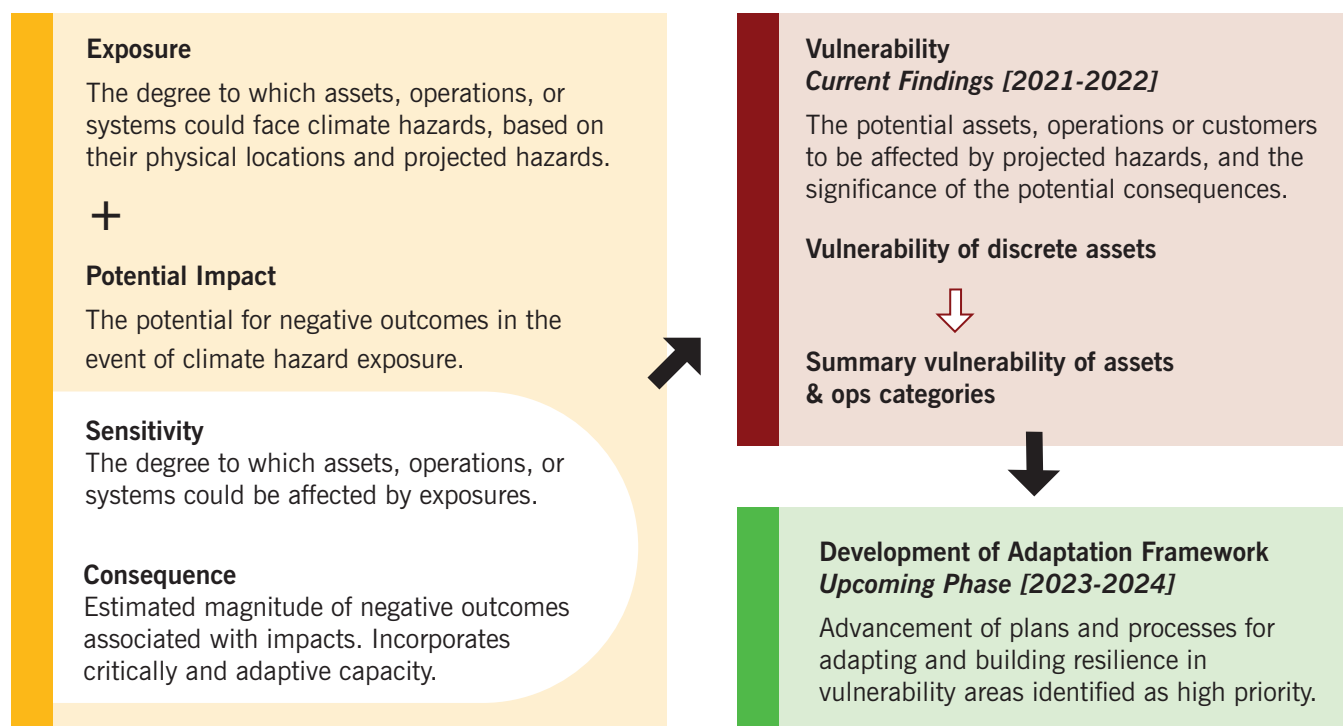 Exposure
The degree to which assets, operations, or
systems could face climate hazards, based on
their physical locations and projected hazards.
+
Potential Impact
The potential for negative outcomes in the
event of climate hazard exposure.
Sensitivity
The degree to which assets, operations, or
systems could be affected by exposures.
Consequence
Estimated magnitude of negative outcomes
associated with impacts. Incorporates
critically and adaptive capacity.
Vulnerability
Current Findings [2021-2022]
The potential assets, operations or customers
to be affected by projected hazards, and the
significance of the potential consequences.
Vulnerability of discrete assets
Summary vulnerability of assets
& ops categories
Development of Adaptation Framework
Upcoming Phase [2023-2024]
Advancement of plans and processes for
adapting and building resilience in
vulnerability areas identified as high priority.